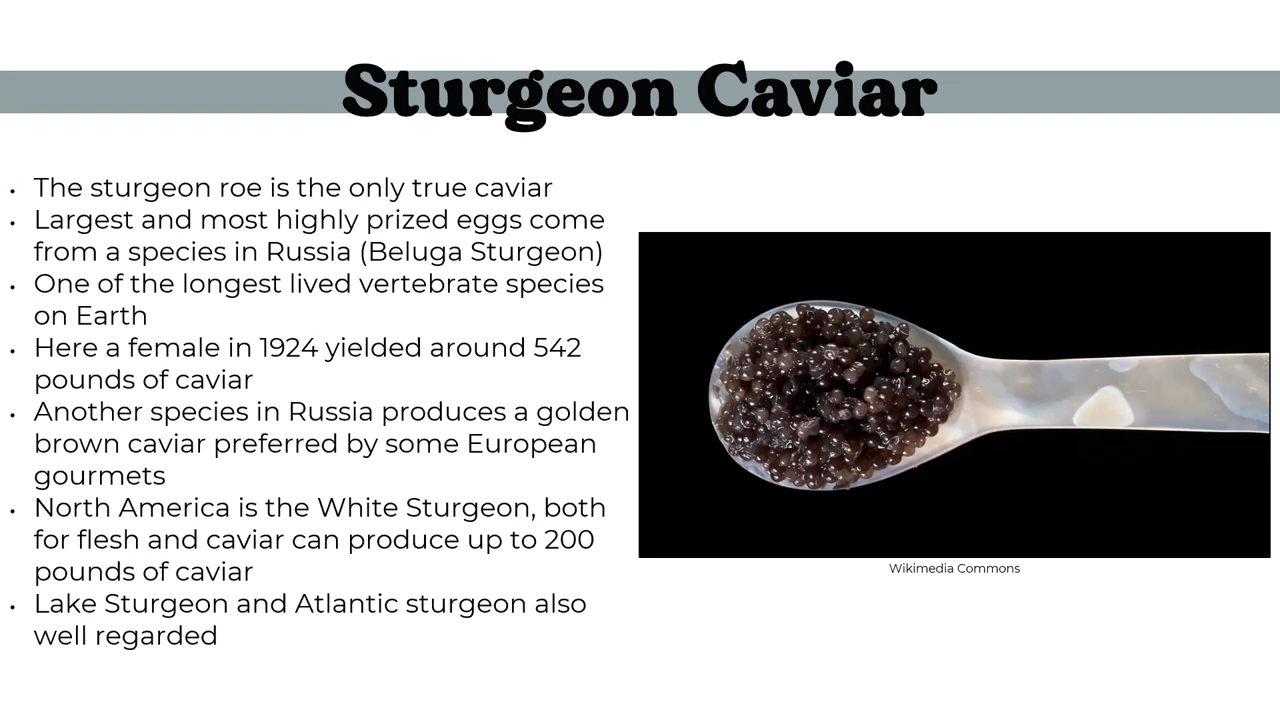 Sturgeon Caviar
• The sturgeon roe is the only true caviar
• Largest and most highly prized eggs come
from a species in Russia (Beluga Sturgeon)
• One of the longest lived vertebrate species
on Earth
• Here a female in 1924 yielded around 542
pounds of caviar
• Another species in Russia produces a golden
brown caviar preferred by some European
gourmets
• North America is the White Sturgeon, both
for flesh and caviar can produce up to 200
pounds of caviar
• Lake Sturgeon and Atlantic sturgeon also
well regarded
Wikimedia Commons